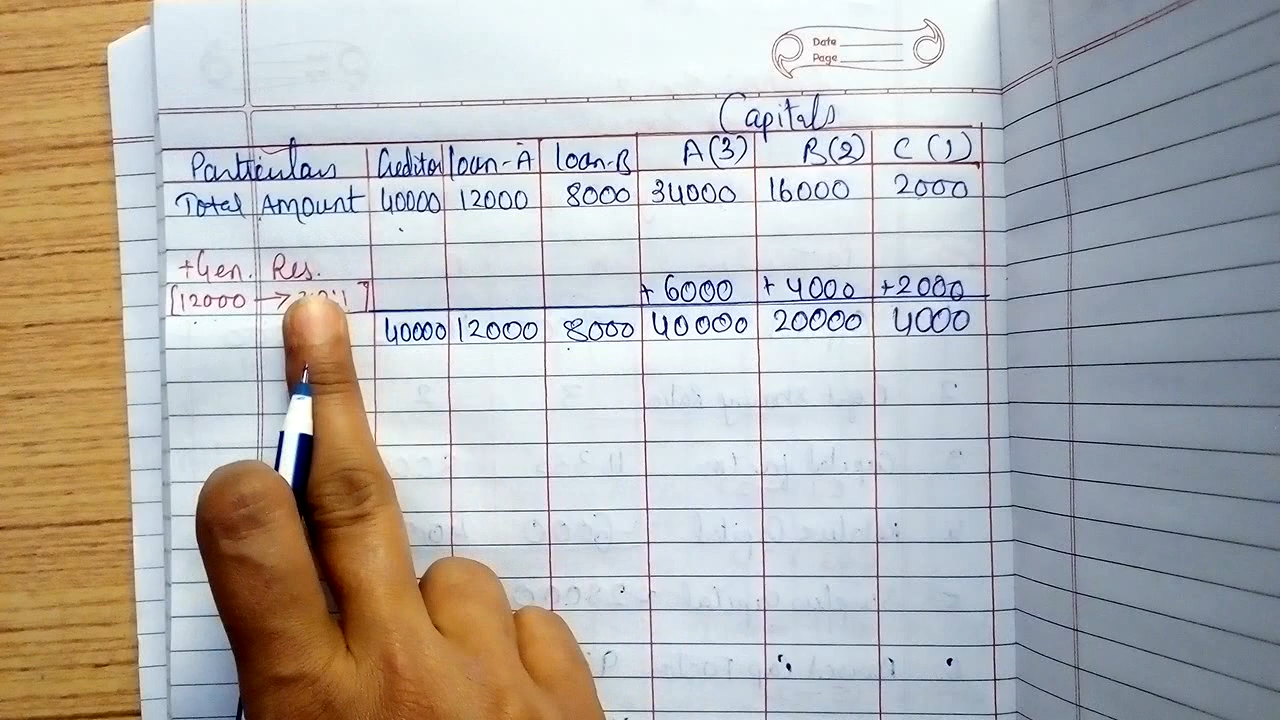 Date
Page
Capitals
Particulars Creditor loan-A loan-B A (3) B(2) C (1)
Total Amount 40000 12000 8000 34000 16000 2000
+Gen. Res.
[12000 → ] + 6000 + 4000 +2000
40000 12000 8000 40000 20000 4000